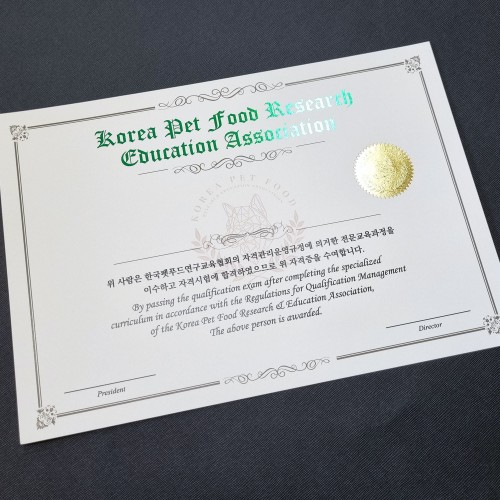 Korea Pet Food Research
Education Association
KOREA PET FOOD
위 사람은 한국펫푸드연구교육협회의 자격관리운영규정에 의거한 전문교육과정을
이수하고 자격시험에 합격하였으므로 위 자격증을 수여합니다.
By passing the qualification exam after completing the specialized
curriculum in accordance with the Regulations for Qualification Management
of the Korea Pet Food Research & Education Association,
The above person is awarded.
President
Director